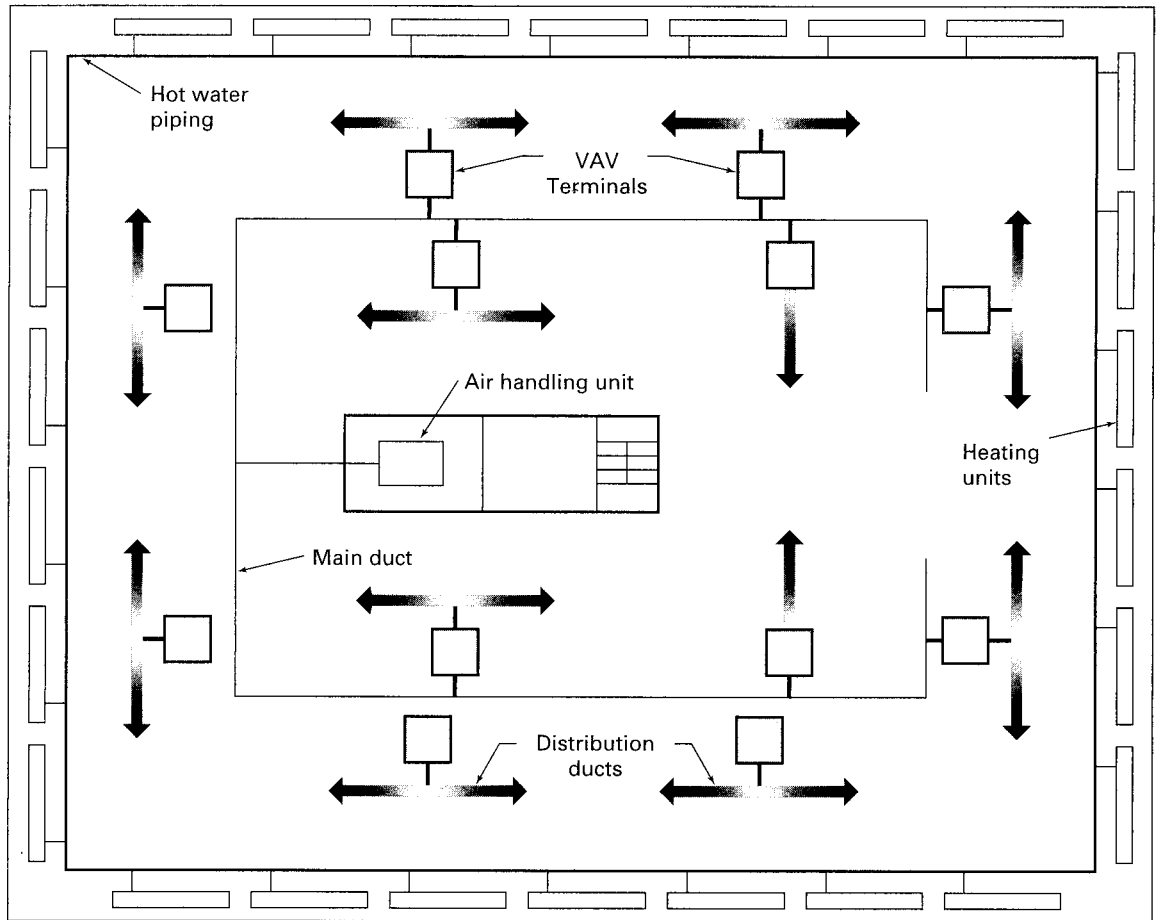 Hot water
piping
VAV
Terminals
Air handling unit
Heating
units
Main duct
Distribution
ducts